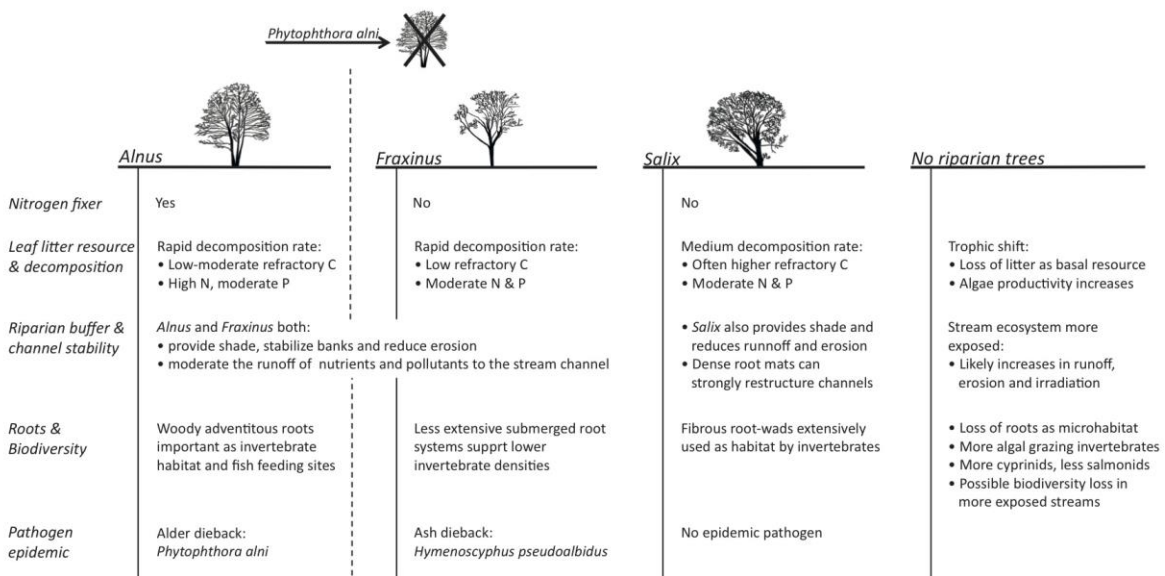 Phytophthora alni
Alnus
Fraxinus
Salix
No riparian trees
Nitrogen fixer
Yes
No
No
Leaf litter resource
& decomposition
Rapid decomposition rate:
• Low-moderate refractory C
• High N, moderate P
Rapid decomposition rate:
• Low refractory C
• Moderate N & P
Medium decomposition rate:
• Often higher refractory C
• Moderate N & P
Trophic shift:
• Loss of litter as basal resource
• Algae productivity increases
Riparian buffer &
channel stability
Alnus and Fraxinus both:
• provide shade, stabilize banks and reduce erosion
• moderate the runoff of nutrients and pollutants to the stream channel
• Salix also provides shade and
reduces runnoff and erosion
• Dense root mats can
strongly restructure channels
Stream ecosystem more
exposed:
• Likely increases in runoff,
erosion and irradiation
Roots &
Biodiversity
Woody adventitous roots
important as invertebrate
habitat and fish feeding sites
Less extensive submerged root
systems supprt lower
invertebrate densities
Fibrous root-wads extensively
used as habitat by invertebrates
• Loss of roots as microhabitat
• More algal grazing invertebrates
• More cyprinids, less salmonids
• Possible biodiversity loss in
more exposed streams
Pathogen
epidemic
Alder dieback:
Phytophthora alni
Ash dieback:
Hymenoscyphus pseudoalbidus
No epidemic pathogen